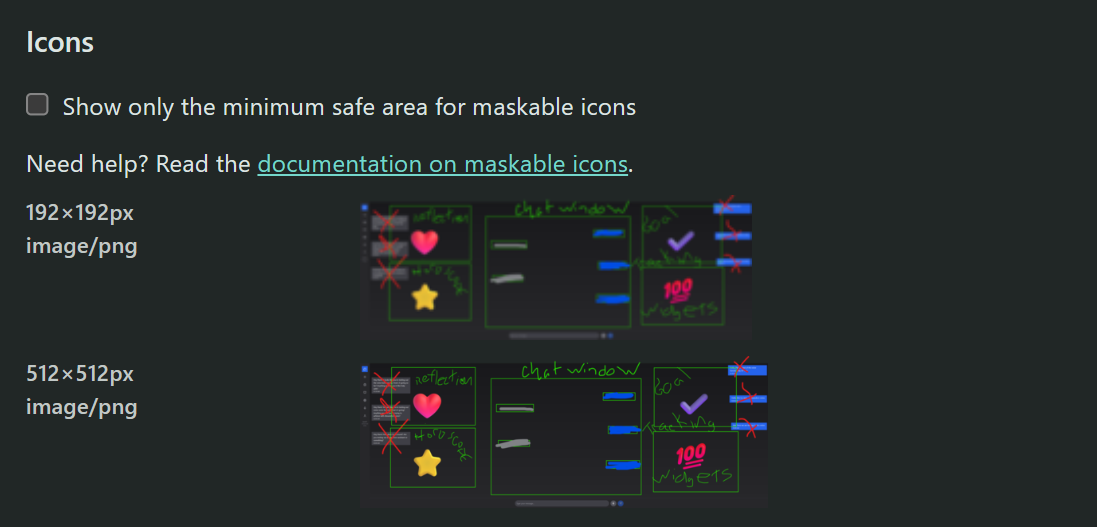 Icons
Show only the minimum safe area for maskable icons
Need help? Read the documentation on maskable icons.
192×192px
image/png
chat window
reflection
Goal
Horoscope
tracking
100
widgets
512×512px
image/png
chat window
reflection
Goal
Horoscope
tracking
100
widgets